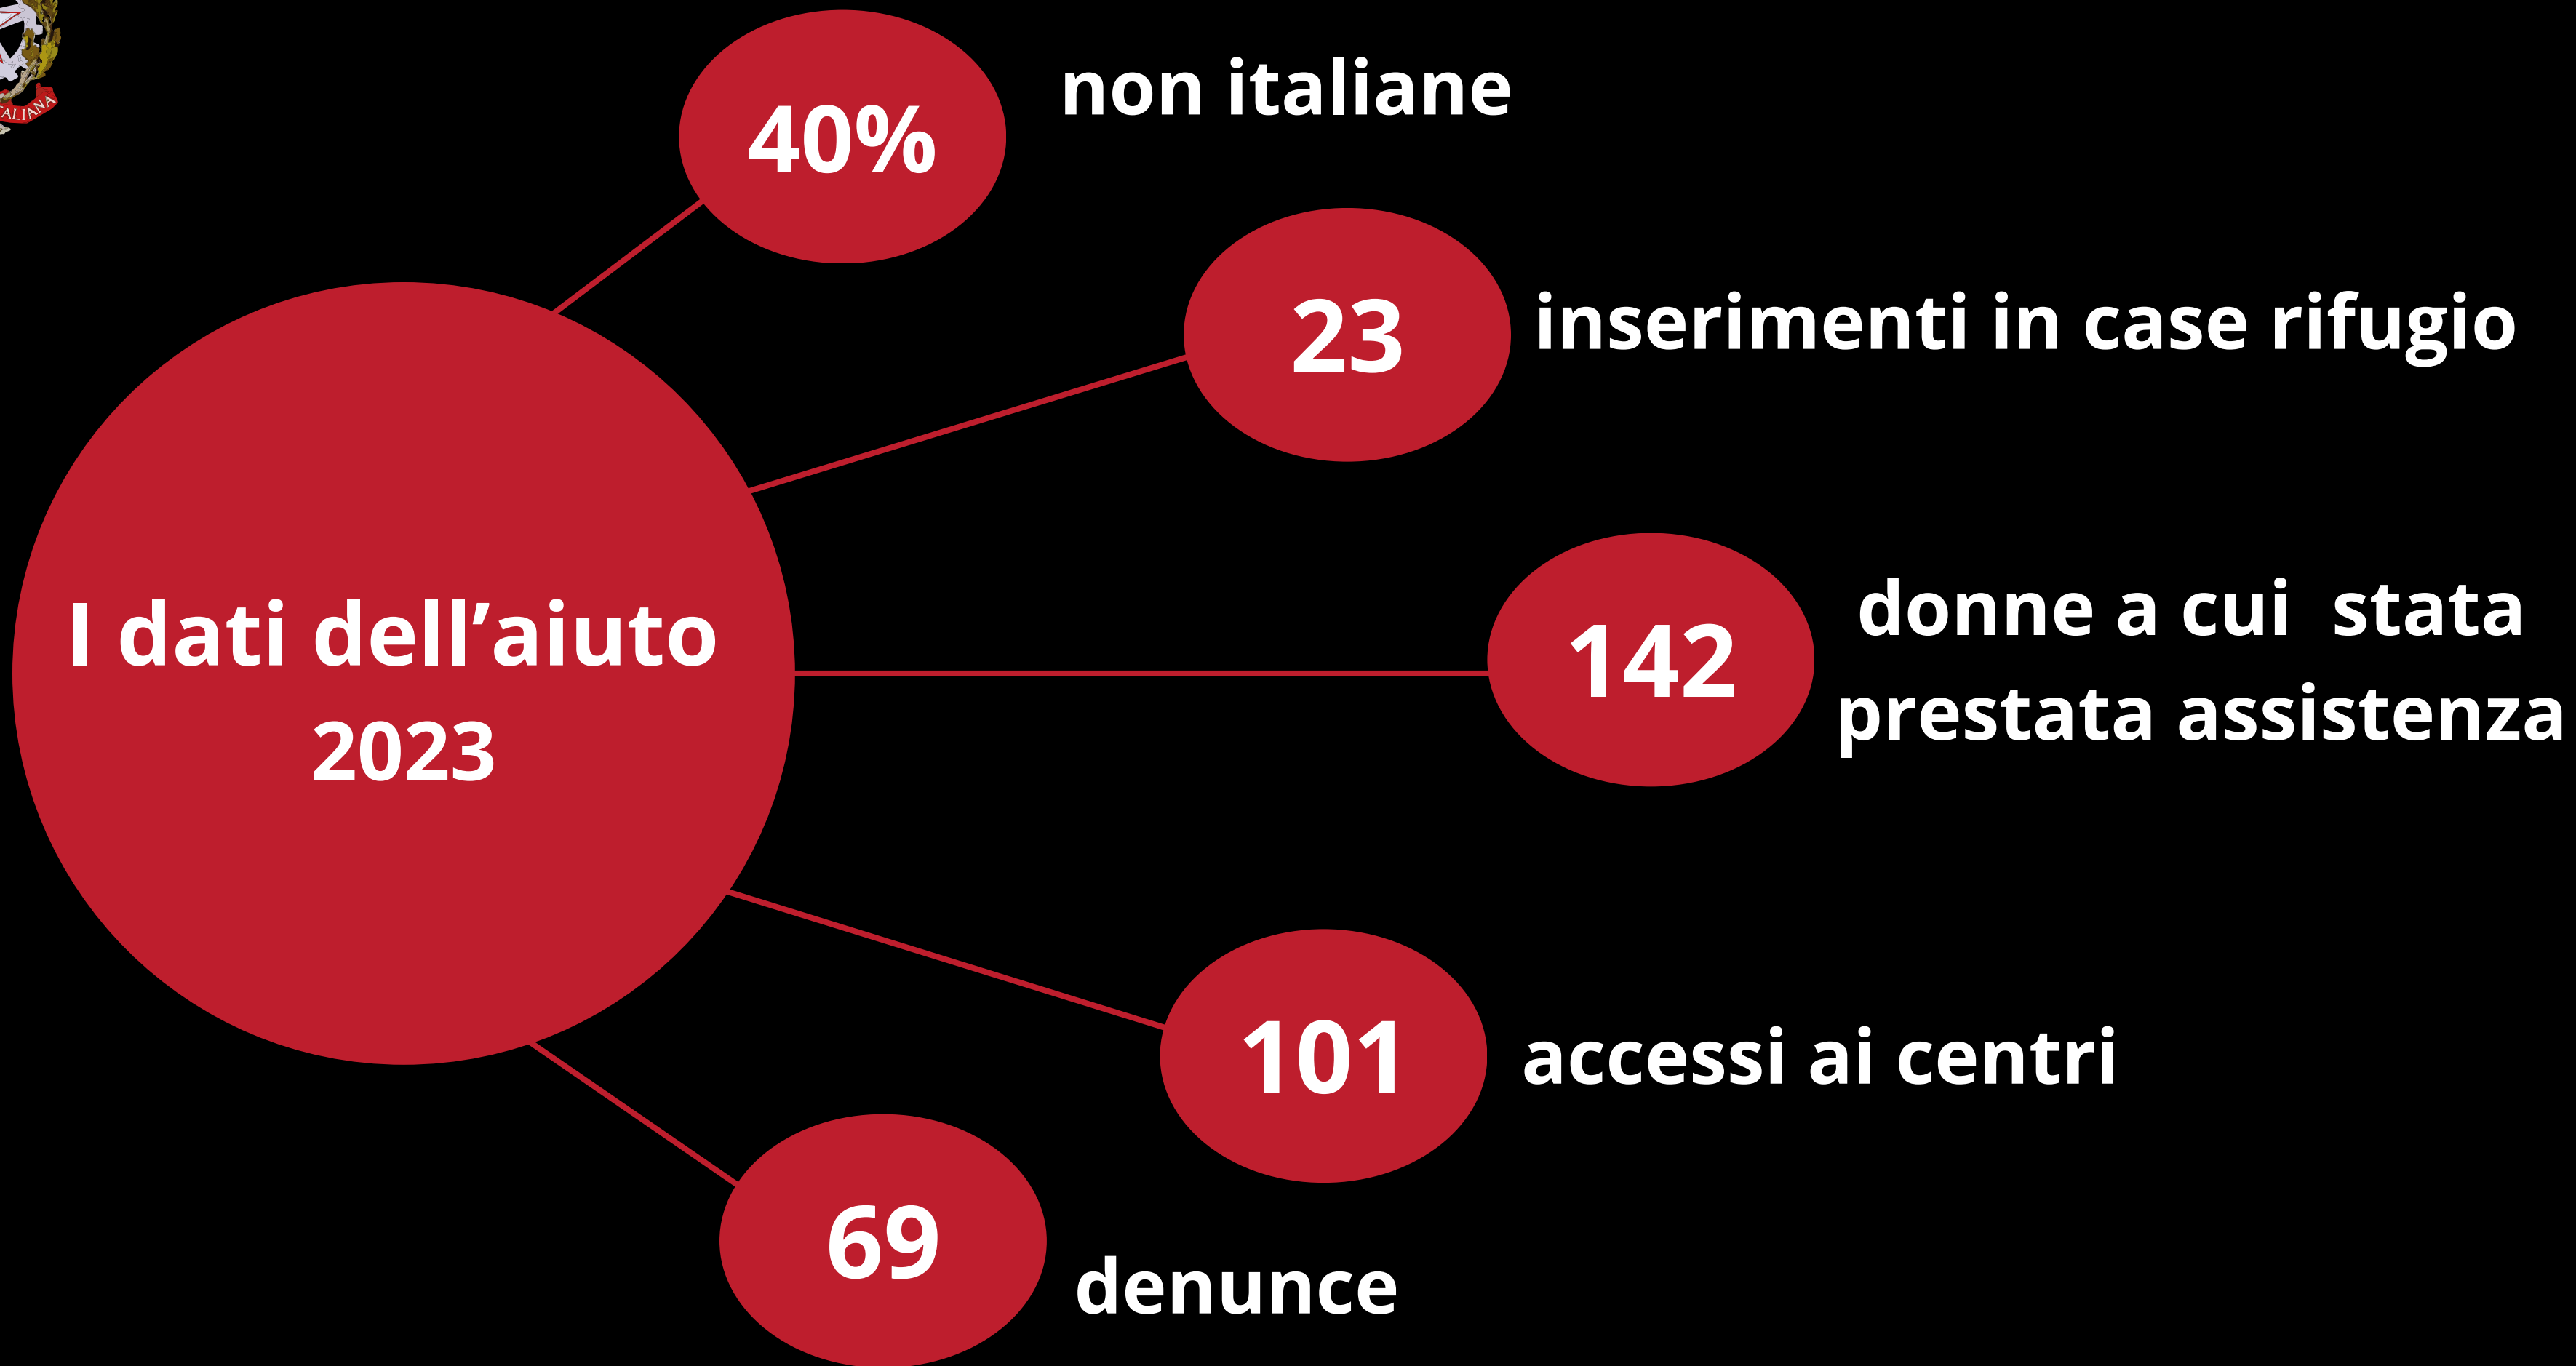 ALIANA
40%
non italiane
23
inserimenti in case rifugio
I dati dell’aiuto
2023
142
donne a cui  stata
prestata assistenza
101
accessi ai centri
69
denunce